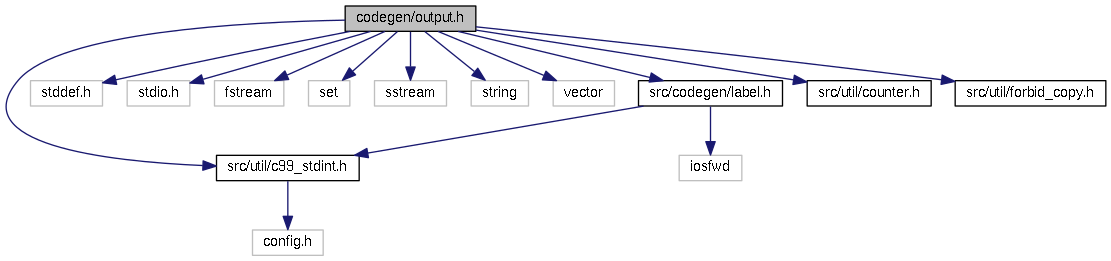 codegen/output.h
stddef.h
stdio.h
fstream
set
sstream
string
vector
src/codegen/label.h
src/util/counter.h
src/util/forbid_copy.h
src/util/c99_stdint.h
iosfwd
config.h